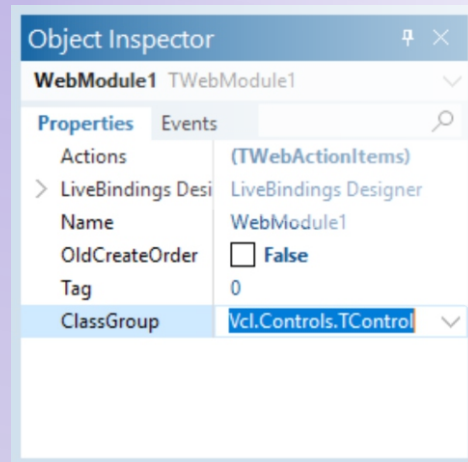 Object Inspector
WebModule1 TWebModule1
Properties Events
Actions (TWebActionItems)
LiveBindings Desi LiveBindings Designer
Name WebModule1
OldCreateOrder False
Tag 0
ClassGroup Vcl.Controls.TControl